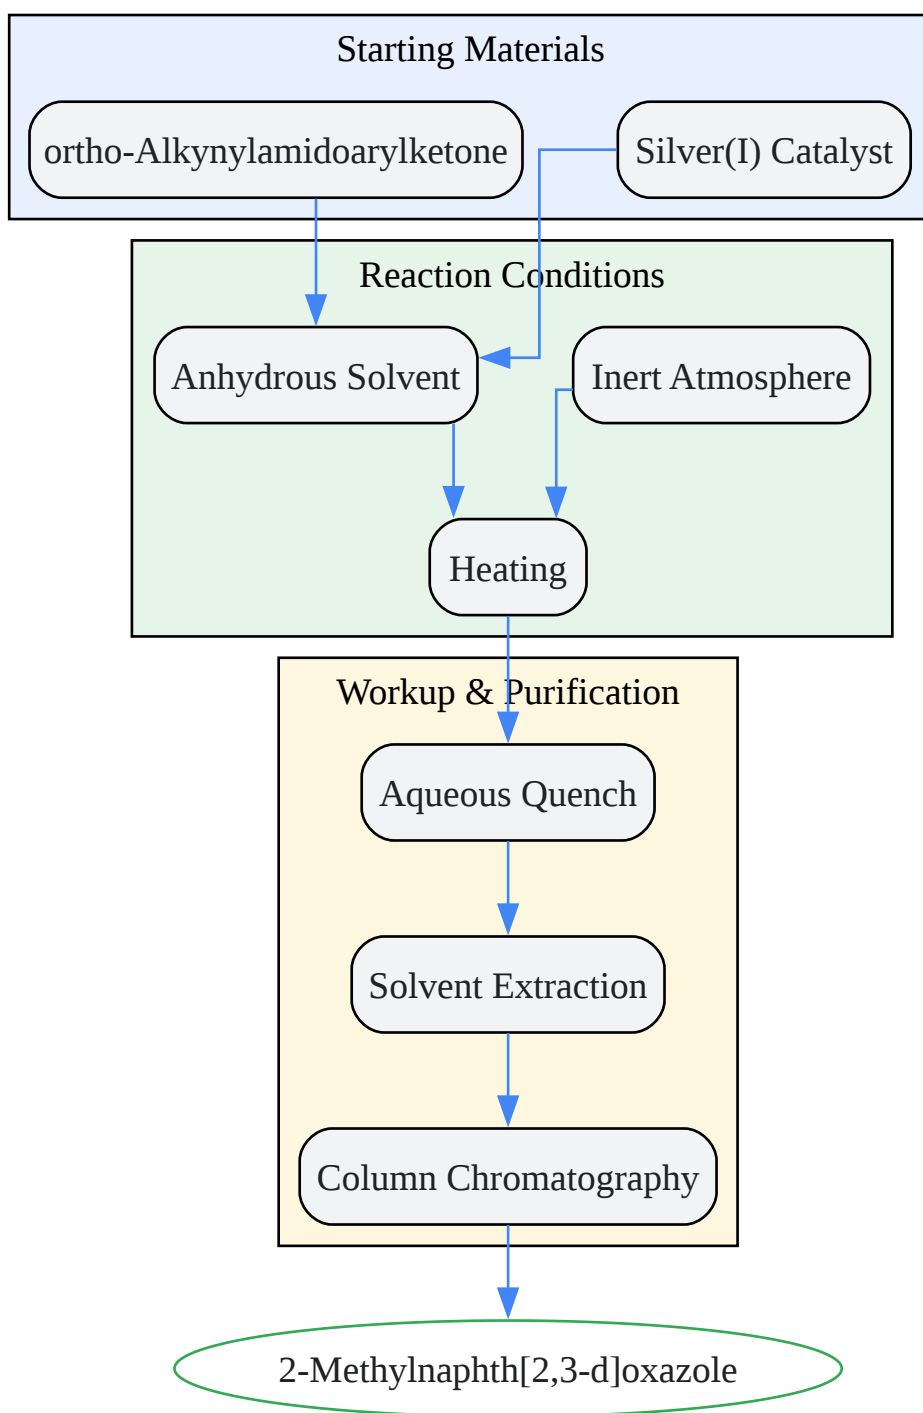 Starting Materials
ortho-Alkynylamidoarylketone
Silver(I) Catalyst
Reaction Conditions
Anhydrous Solvent
Inert Atmosphere
Heating
Workup & Purification
Aqueous Quench
Solvent Extraction
Column Chromatography
2-Methylnaphth[2,3-d]oxazole